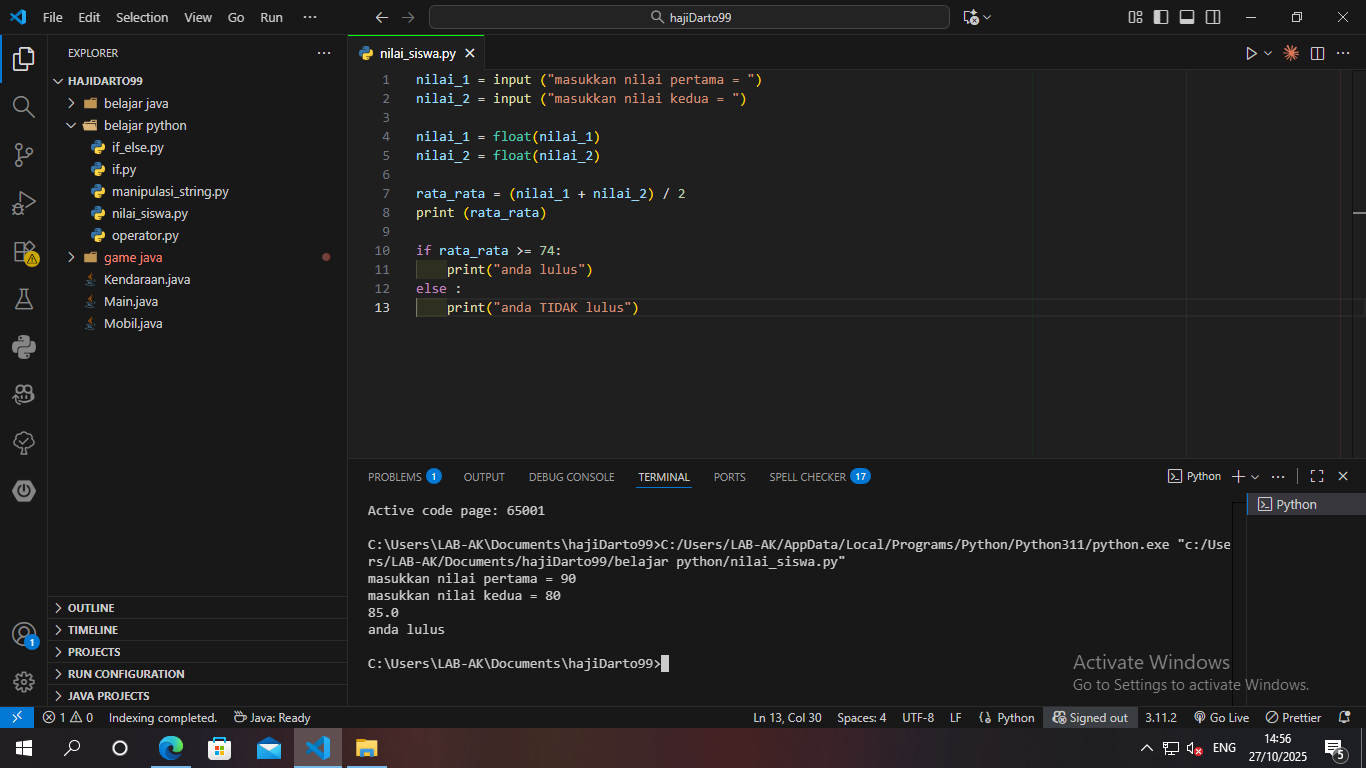 File Edit Selection View Go Run ···
hajiDarto99
EXPLORER
nilai_siswa.py
HAJIDARTO99
belajar java
belajar python
if_else.py
if.py
manipulasi_string.py
nilai_siswa.py
operator.py
game java
Kendaraan.java
Main.java
Mobil.java
OUTLINE
TIMELINE
PROJECTS
RUN CONFIGURATION
JAVA PROJECTS
1 nilai_1 = input ("masukkan nilai pertama = ")
2 nilai_2 = input ("masukkan nilai kedua = ")
3
4 nilai_1 = float(nilai_1)
5 nilai_2 = float(nilai_2)
6
7 rata_rata = (nilai_1 + nilai_2) / 2
8 print (rata_rata)
9
10 if rata_rata >= 74:
11     print("anda lulus")
12 else :
13     print("anda TIDAK lulus")
PROBLEMS 1 OUTPUT DEBUG CONSOLE TERMINAL PORTS SPELL CHECKER 17
Python
Python
Active code page: 65001
C:\Users\LAB-AK\Documents\hajiDarto99>C:/Users/LAB-AK/AppData/Local/Programs/Python/Python311/python.exe "c:/Use
rs/LAB-AK/Documents/hajiDarto99/belajar python/nilai_siswa.py"
masukkan nilai pertama = 90
masukkan nilai kedua = 80
85.0
anda lulus
C:\Users\LAB-AK\Documents\hajiDarto99>
Activate Windows
Go to Settings to activate Windows.
1
1 0 Indexing completed. Java: Ready
Ln 13, Col 30 Spaces: 4 UTF-8 LF Python Signed out 3.11.2 Go Live Prettier
ENG
14:56
27/10/2025
5